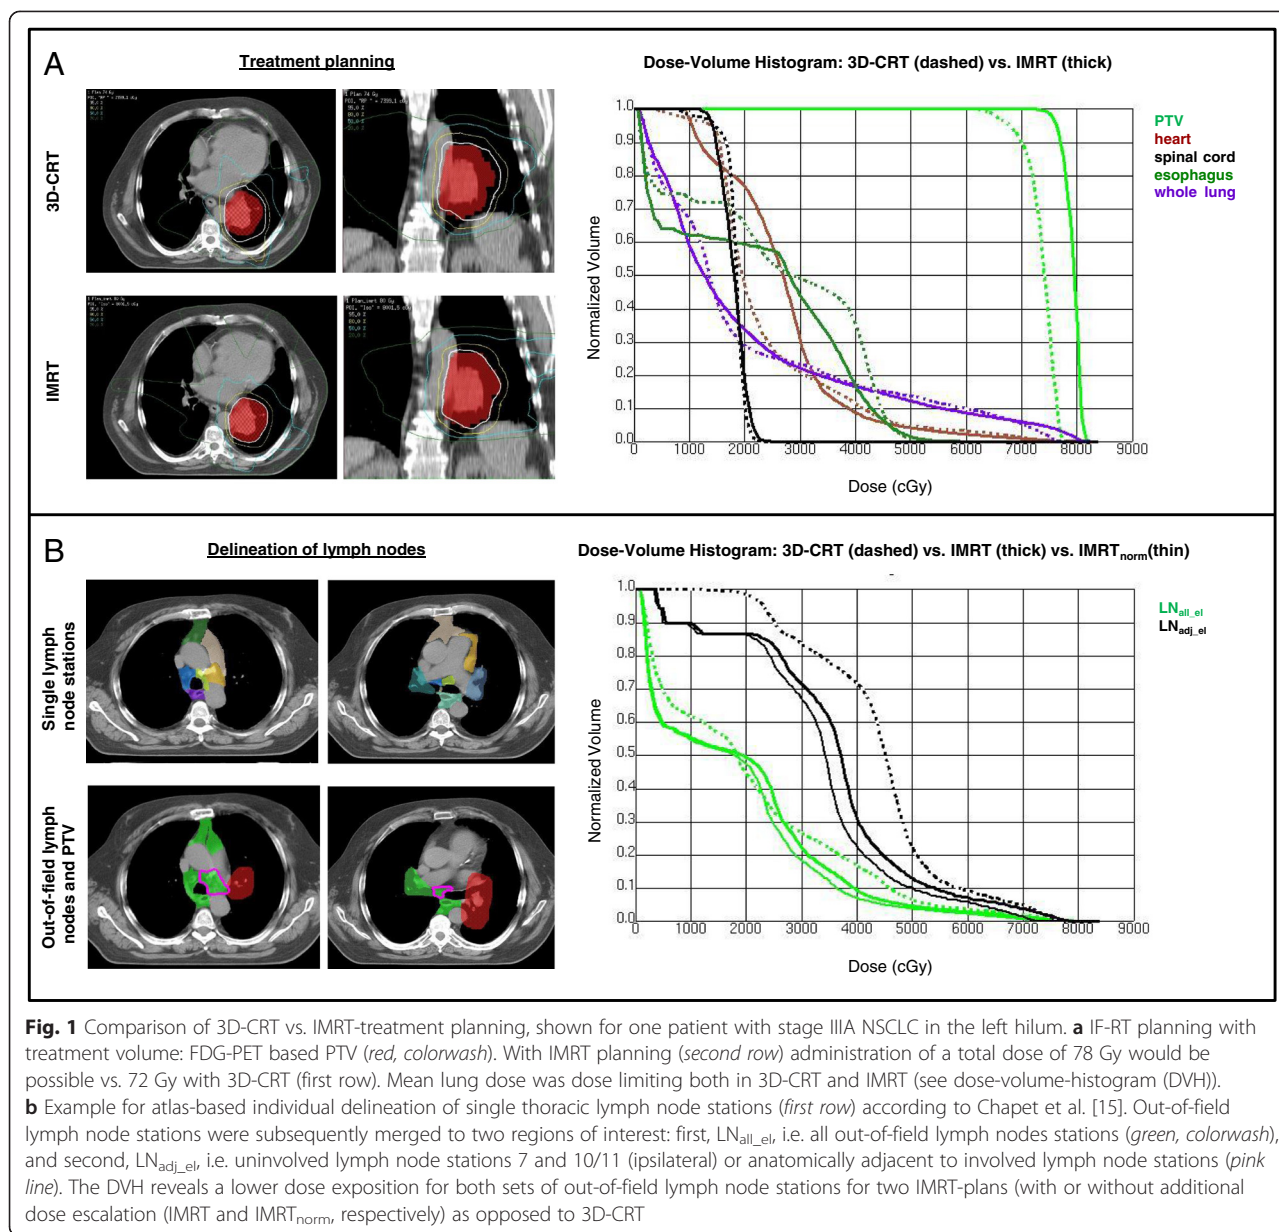 A
Treatment planning
Dose-Volume Histogram: 3D-CRT (dashed) vs. IMRT (thick)
3D-CRT
IMRT
Normalized Volume
1.0
0.9
0.8
0.7
0.6
0.5
0.4
0.3
0.2
0.1
0.0
0 1000 2000 3000 4000 5000 6000 7000 8000 9000
Dose (cGy)
PTV
heart
spinal cord
esophagus
whole lung
B
Delineation of lymph nodes
Dose-Volume Histogram: 3D-CRT (dashed) vs. IMRT (thick) vs. IMRTnorm(thin)
Single lymph
node stations
Out-of-field lymph
nodes and PTV
Normalized Volume
1.0
0.9
0.8
0.7
0.6
0.5
0.4
0.3
0.2
0.1
0.0
0 1000 2000 3000 4000 5000 6000 7000 8000 9000
Dose (cGy)
LNall_el
LNadj_el
Fig. 1 Comparison of 3D-CRT vs. IMRT-treatment planning, shown for one patient with stage IIIA NSCLC in the left hilum. a IF-RT planning with
treatment volume: FDG-PET based PTV (red, colorwash). With IMRT planning (second row) administration of a total dose of 78 Gy would be
possible vs. 72 Gy with 3D-CRT (first row). Mean lung dose was dose limiting both in 3D-CRT and IMRT (see dose-volume-histogram (DVH)).
b Example for atlas-based individual delineation of single thoracic lymph node stations (first row) according to Chapet et al. [15]. Out-of-field
lymph node stations were subsequently merged to two regions of interest: first, LNall_el, i.e. all out-of-field lymph nodes stations (green, colorwash),
and second, LNadj_el, i.e. uninvolved lymph node stations 7 and 10/11 (ipsilateral) or anatomically adjacent to involved lymph node stations (pink
line). The DVH reveals a lower dose exposition for both sets of out-of-field lymph node stations for two IMRT-plans (with or without additional
dose escalation (IMRT and IMRTnorm, respectively) as opposed to 3D-CRT